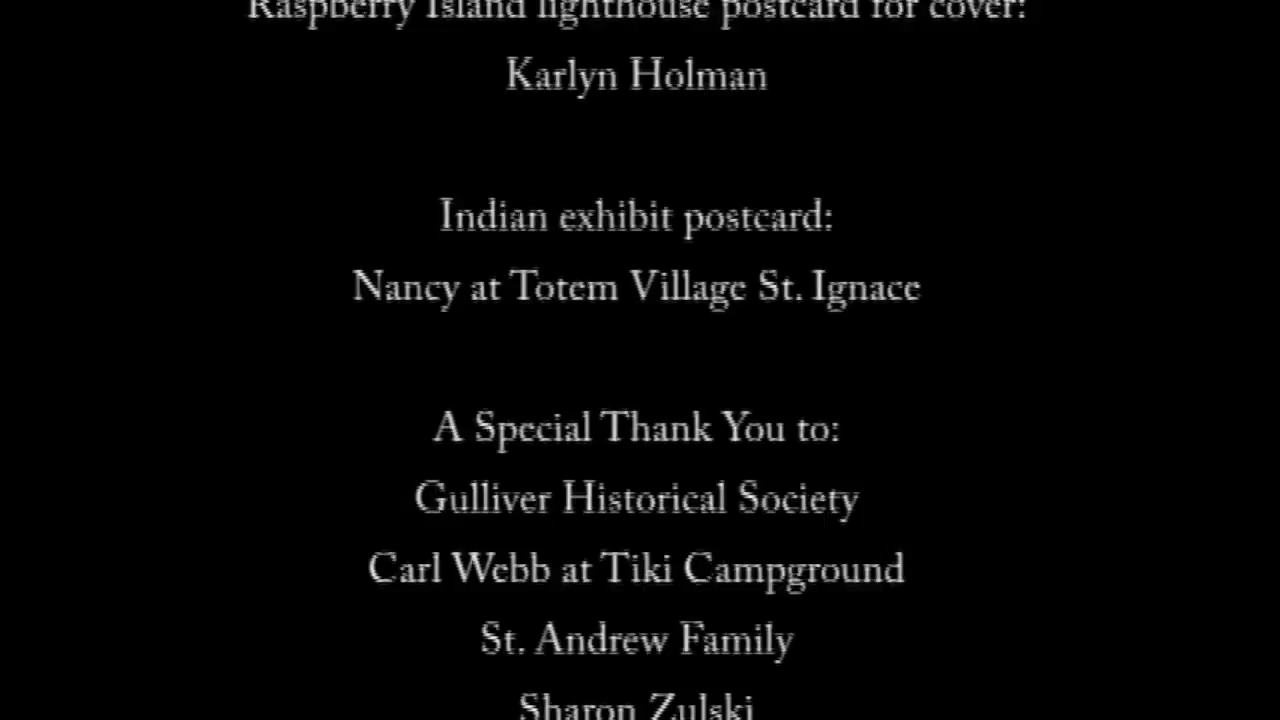 Raspberry Island lighthouse postcard for cover:
Karlyn Holman
Indian exhibit postcard:
Nancy at Totem Village St. Ignace
A Special Thank You to:
Gulliver Historical Society
Carl Webb at Tiki Campground
St. Andrew Family
Sharon Zulski